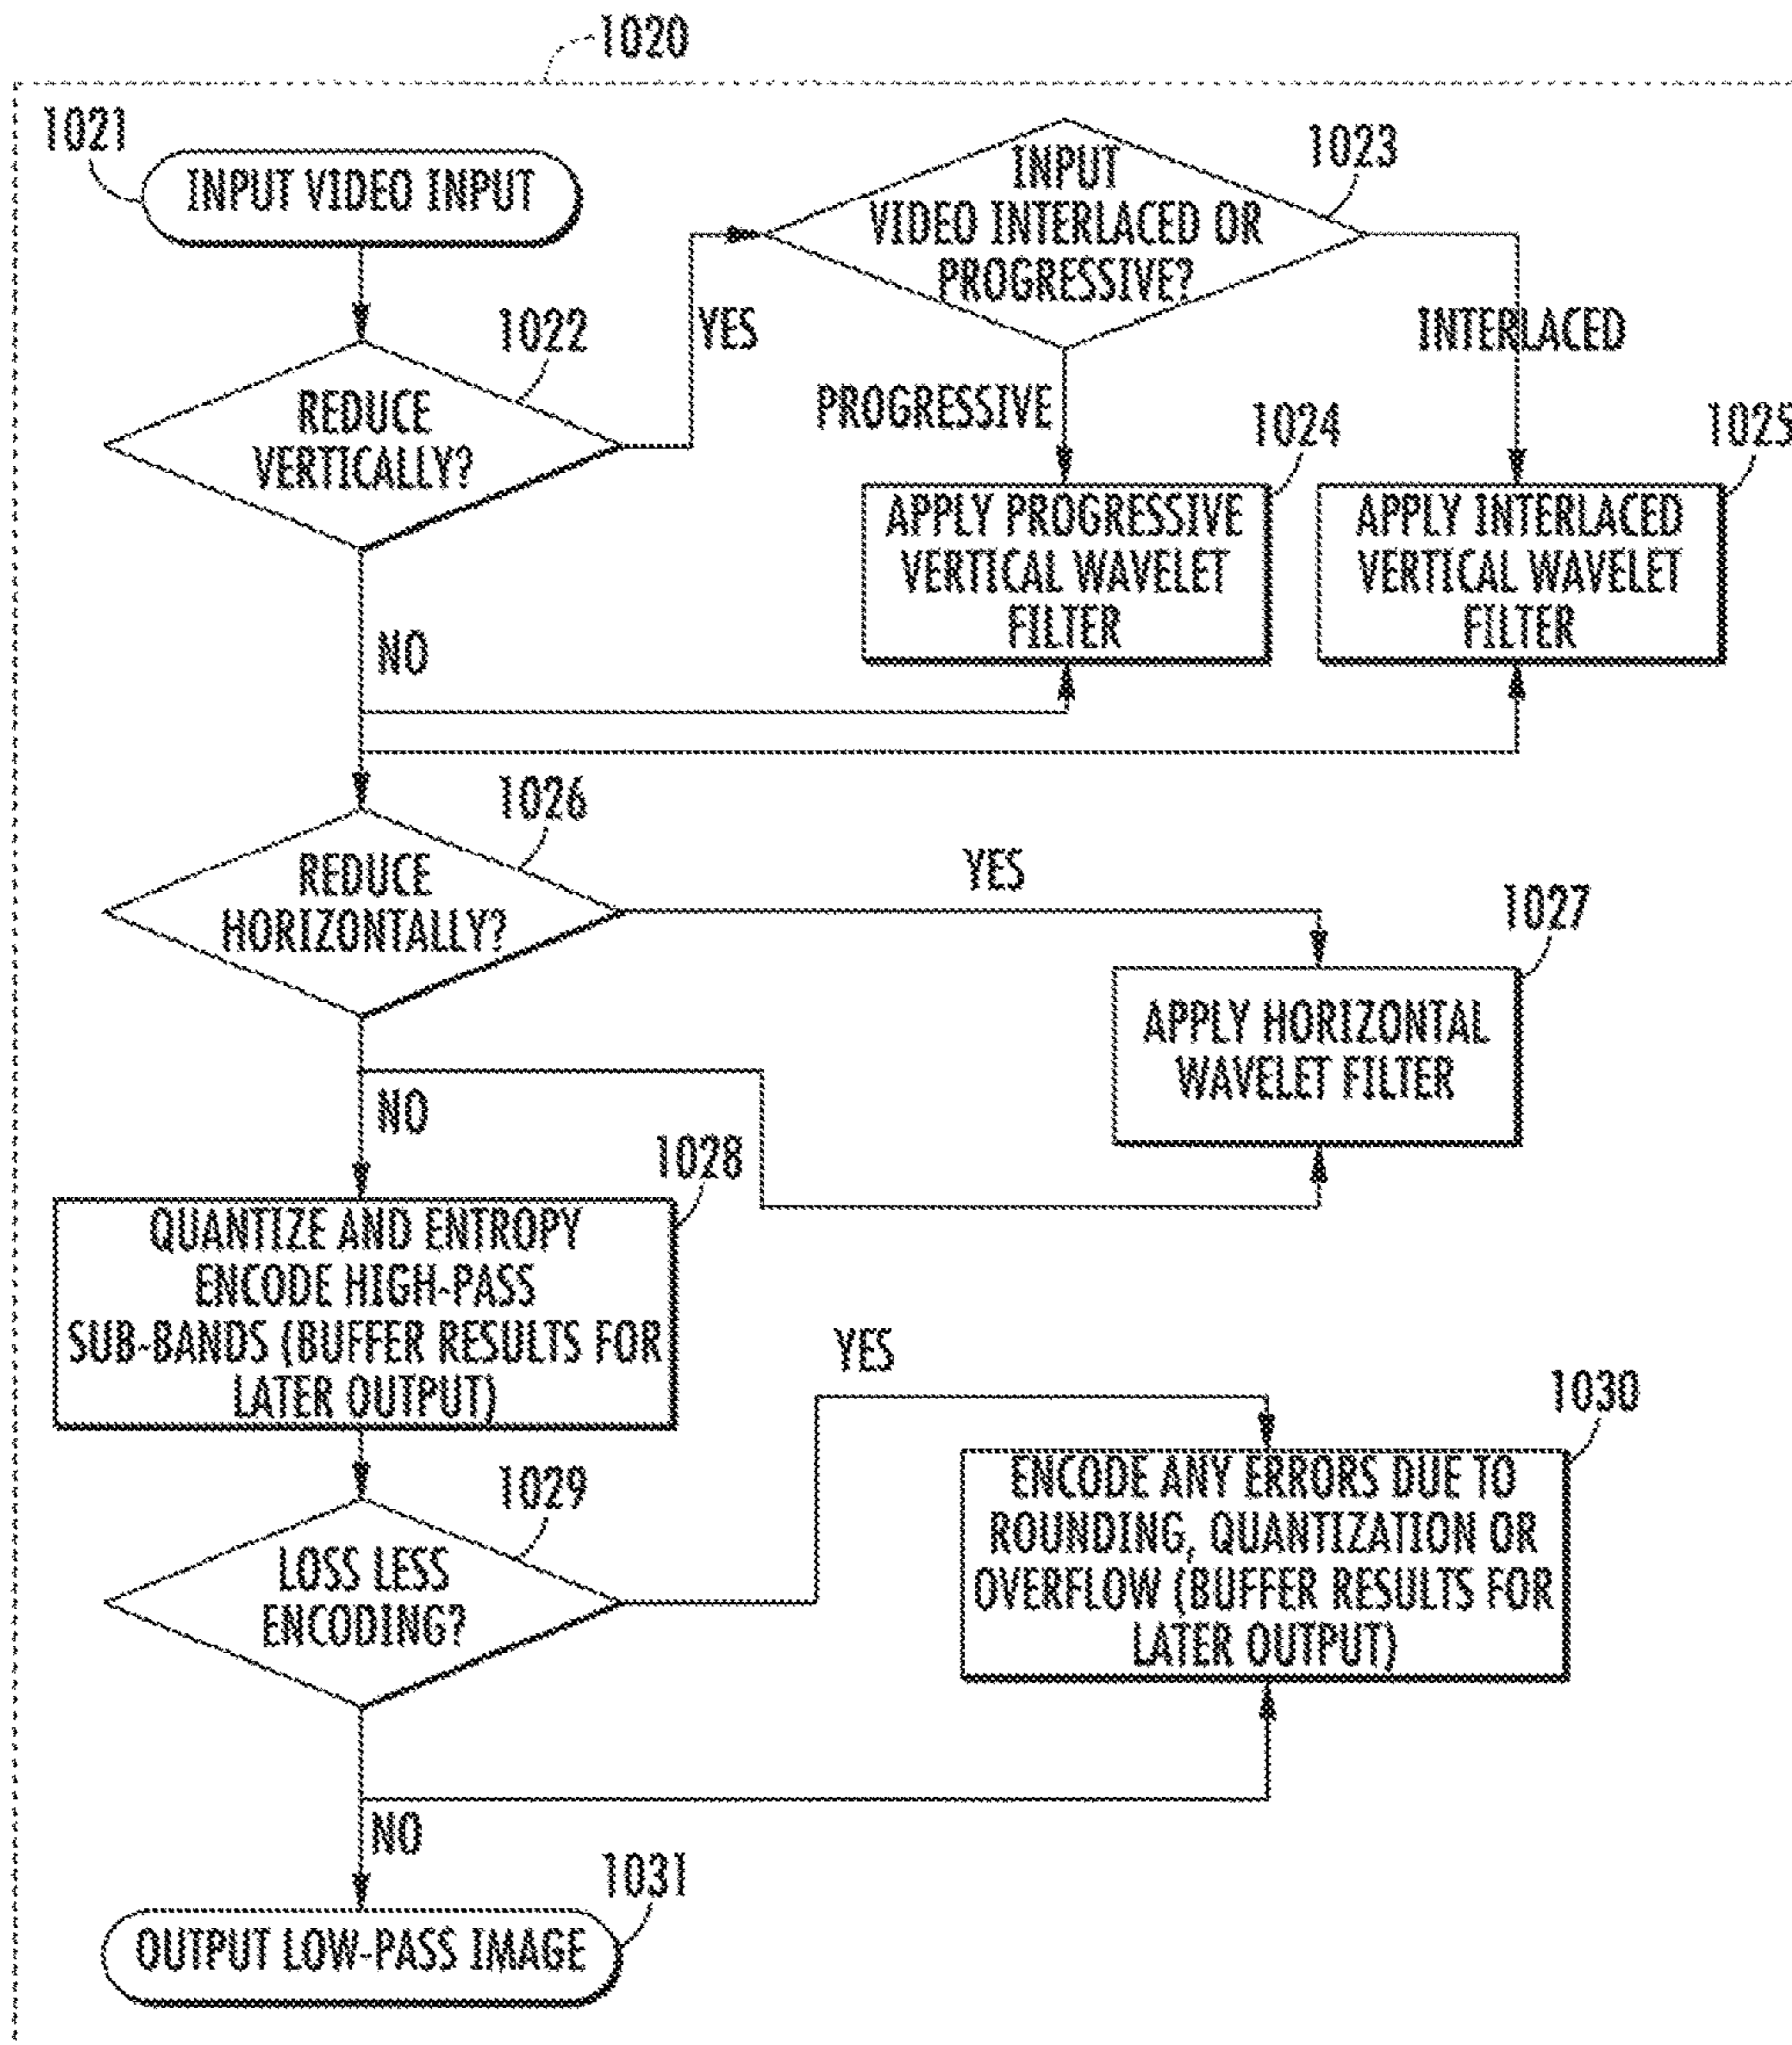 1020
1021
INPUT VIDEO INPUT
INPUT
VIDEO INTERLACED OR
PROGRESSIVE?
1023
1022
YES
INTERLACED
REDUCE
VERTICALLY?
PROGRESSIVE
1024
1025
APPLY PROGRESSIVE
VERTICAL WAVELET
FILTER
APPLY INTERLACED
VERTICAL WAVELET
FILTER
NO
1026
REDUCE
HORIZONTALLY?
YES
1027
APPLY HORIZONTAL
WAVELET FILTER
NO
1028
QUANTIZE AND ENTROPY
ENCODE HIGH-PASS
SUB-BANDS (BUFFER RESULTS FOR
LATER OUTPUT)
YES
1030
1029
ENCODE ANY ERRORS DUE TO
ROUNDING, QUANTIZATION OR
OVERFLOW (BUFFER RESULTS FOR
LATER OUTPUT)
LOSS LESS
ENCODING?
NO
1031
OUTPUT LOW-PASS IMAGE